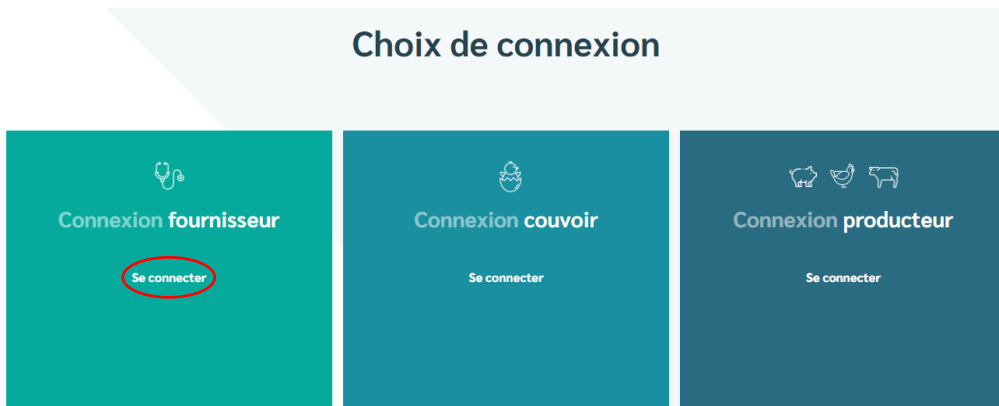 Choix de connexion
Connexion fournisseur
Se connecter
Connexion couvoir
Se connecter
Connexion producteur
Se connecter